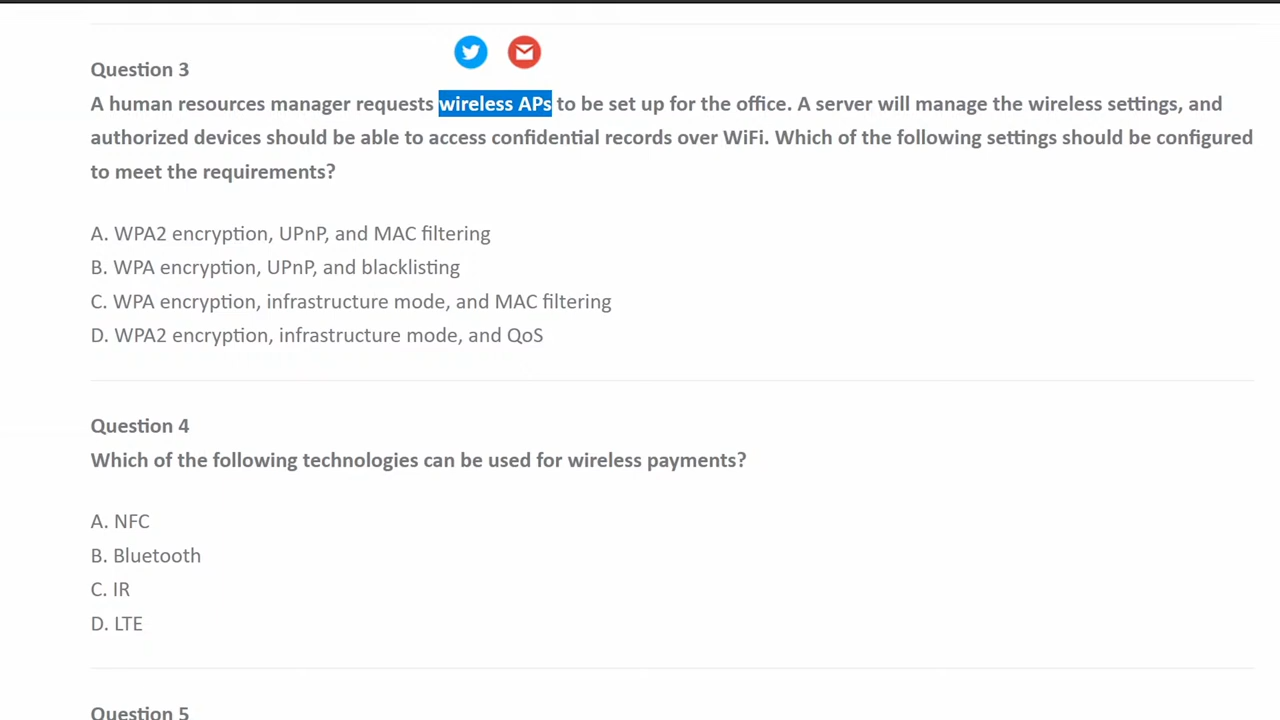 Question 3
A human resources manager requests wireless APs to be set up for the office. A server will manage the wireless settings, and
authorized devices should be able to access confidential records over WiFi. Which of the following settings should be configured
to meet the requirements?
A. WPA2 encryption, UPnP, and MAC filtering
B. WPA encryption, UPnP, and blacklisting
C. WPA encryption, infrastructure mode, and MAC filtering
D. WPA2 encryption, infrastructure mode, and QoS
Question 4
Which of the following technologies can be used for wireless payments?
A. NFC
B. Bluetooth
C. IR
D. LTE
Question 5